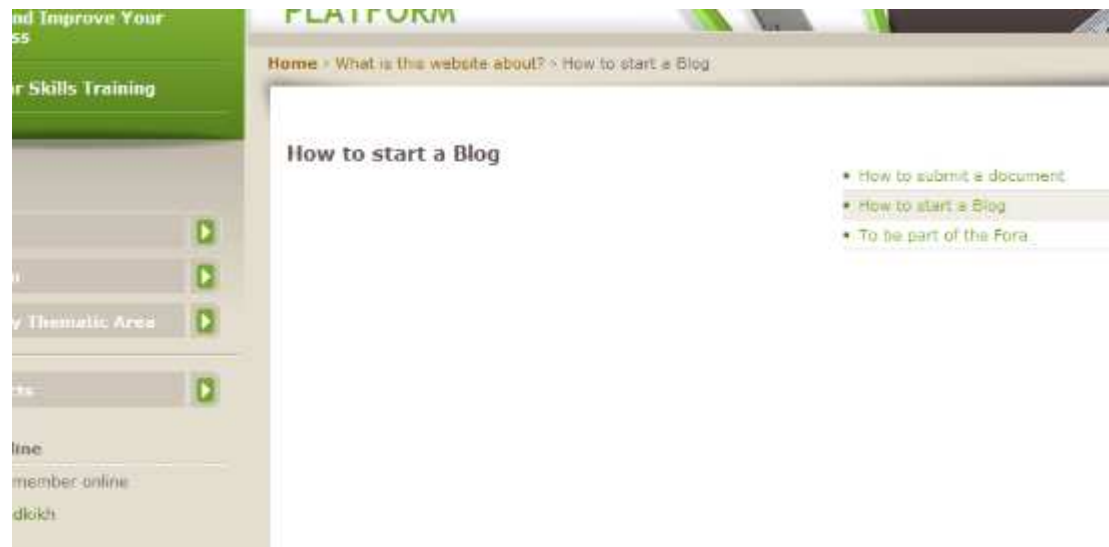 nd Improve Your
ss
r Skills Training
PLATFORM
Home › What is this website about? › How to start a Blog
How to start a Blog
• How to submit a document
• How to start a Blog
• To be part of the Fora
y Thematic Area
line
member online